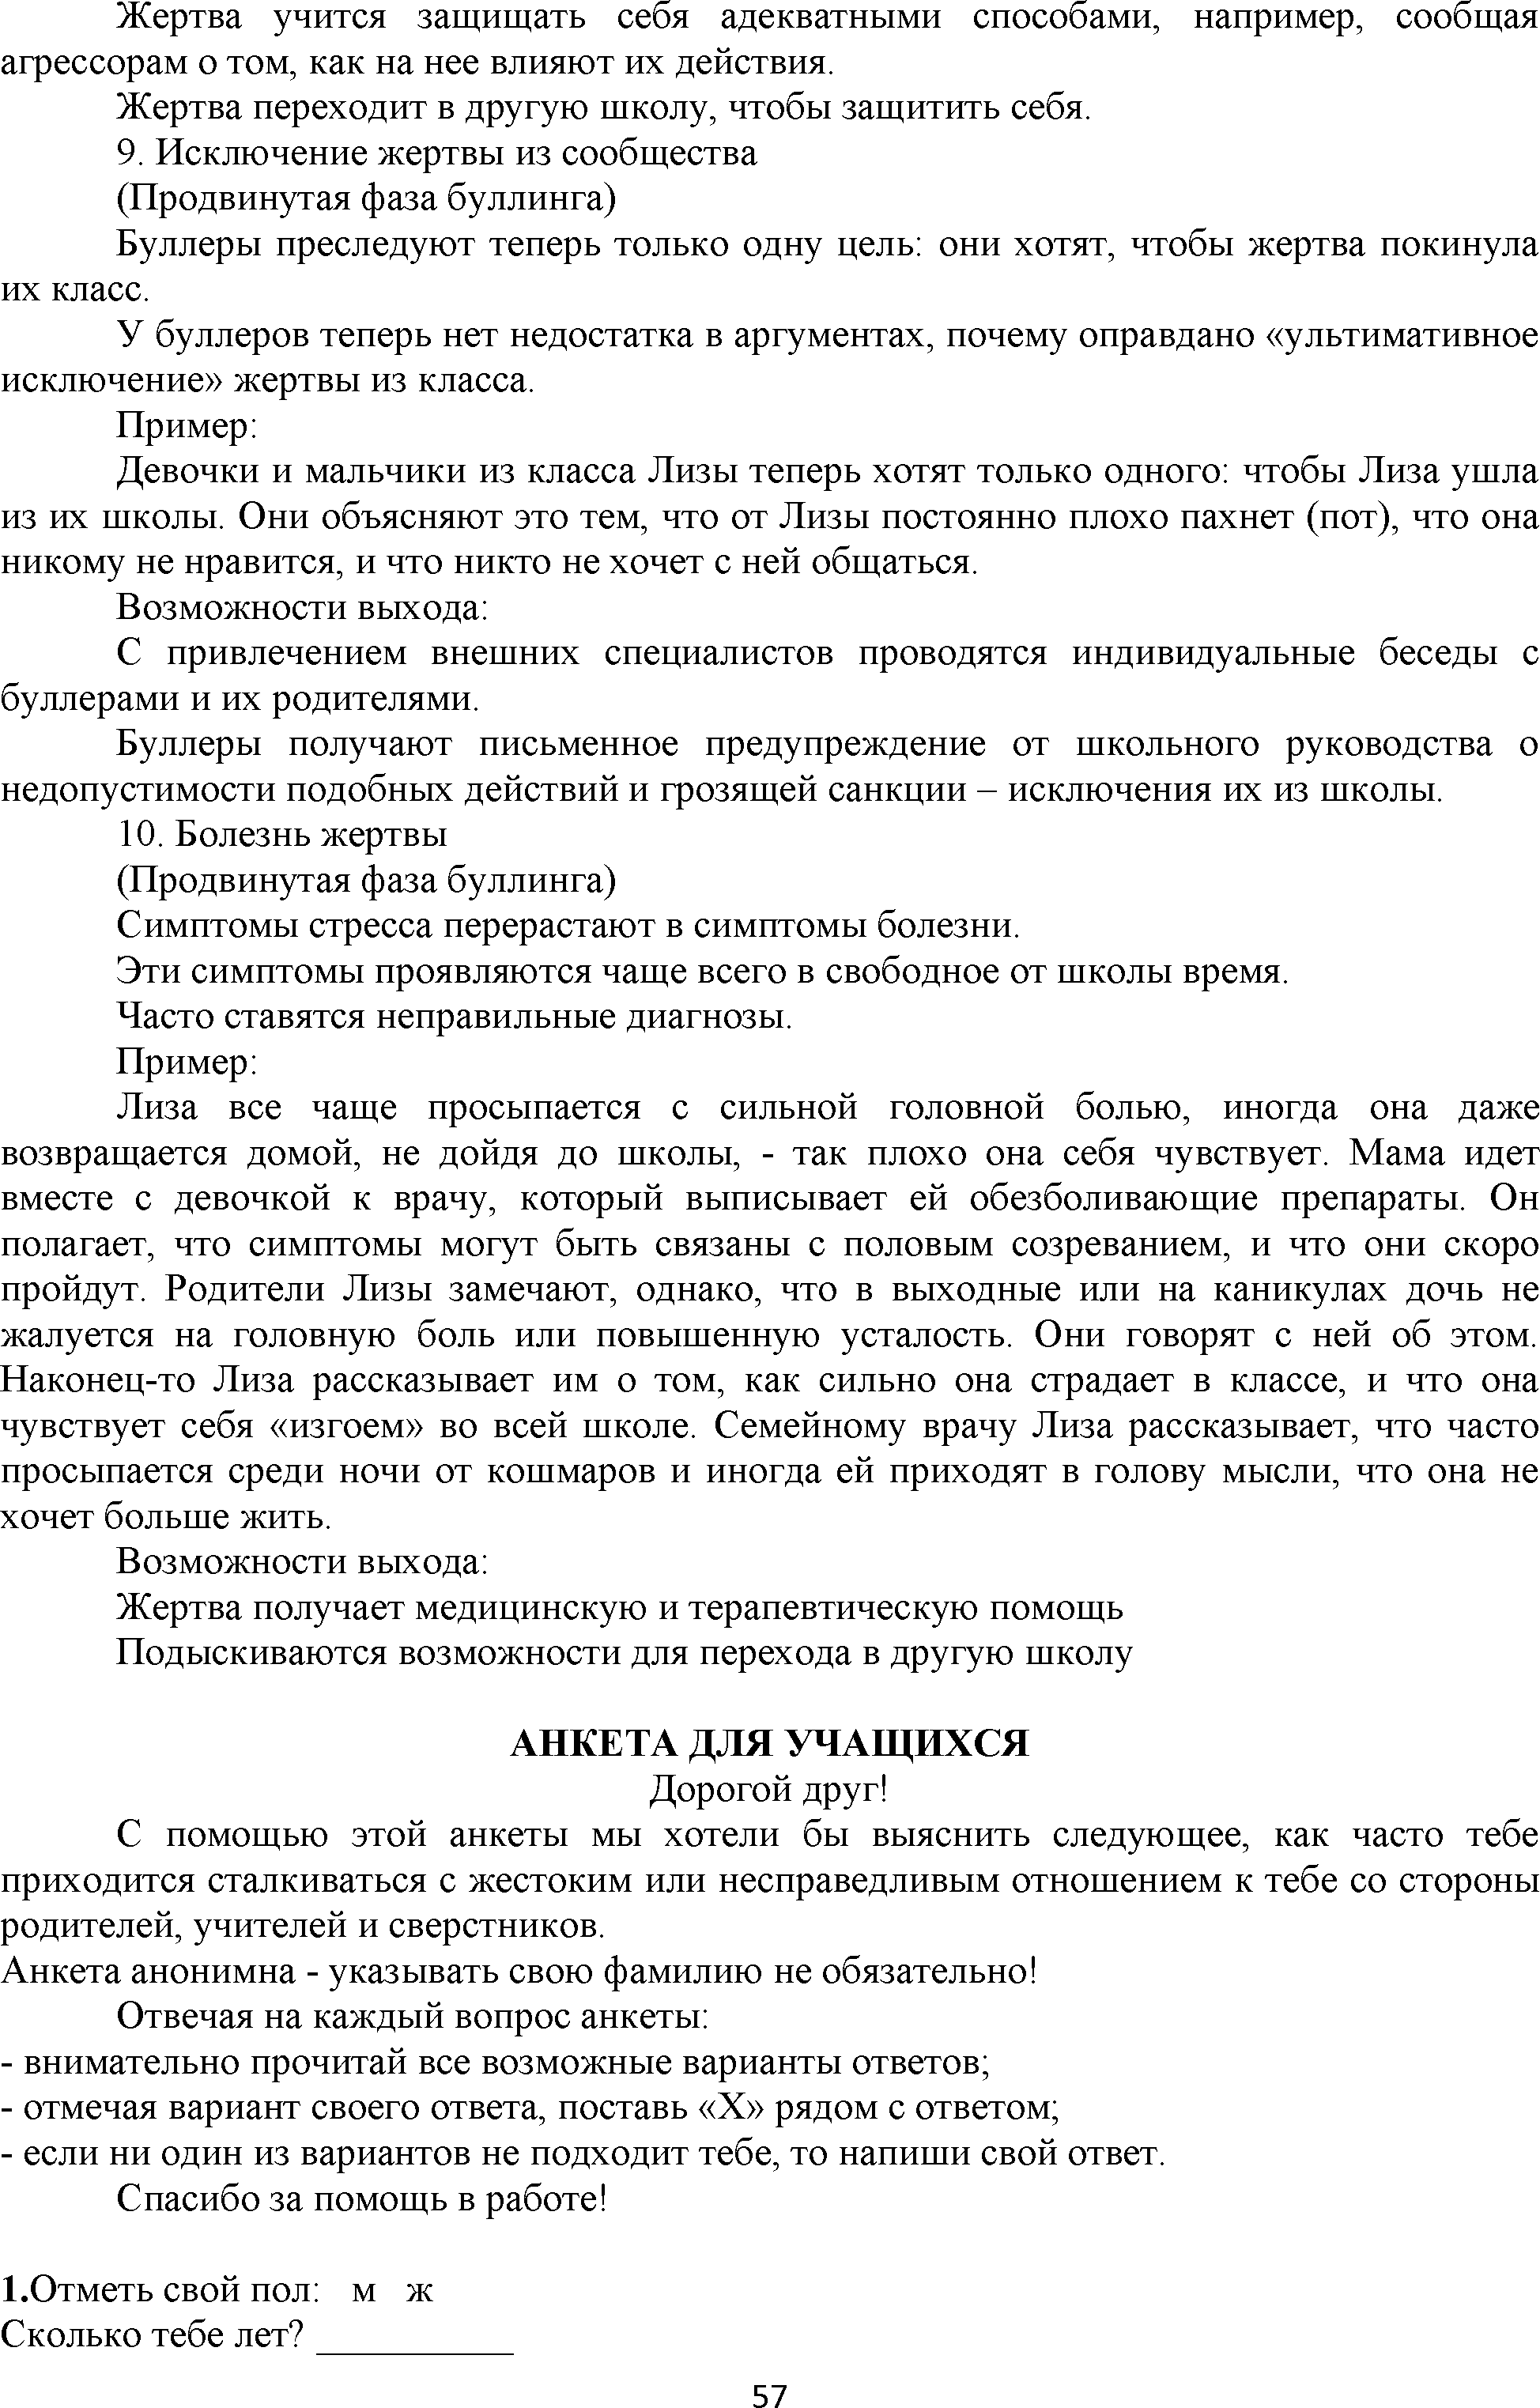 Жертва учится защищать себя адекватными способами, например, сообщая
агрессорам о том, как на нее влияют их действия.
Жертва переходит в другую школу, чтобы защитить себя.
9. Исключение жертвы из сообщества
(Продвинутая фаза буллинга)
Буллеры преследуют теперь только одну цель: они хотят, чтобы жертва покинула
их класс.
У буллеров теперь нет недостатка в аргументах, почему оправдано «ультимативное
исключение» жертвы из класса.
Пример:
Девочки и мальчики из класса Лизы теперь хотят только одного: чтобы Лиза ушла
из их школы. Они объясняют это тем, что от Лизы постоянно плохо пахнет (пот), что она
никому не нравится, и что никто не хочет с ней общаться.
Возможности выхода:
С привлечением внешних специалистов проводятся индивидуальные беседы с
буллерами и их родителями.
Буллеры получают письменное предупреждение от школьного руководства о
недопустимости подобных действий и грозящей санкции – исключения их из школы.
10. Болезнь жертвы
(Продвинутая фаза буллинга)
Симптомы стресса перерастают в симптомы болезни.
Эти симптомы проявляются чаще всего в свободное от школы время.
Часто ставятся неправильные диагнозы.
Пример:
Лиза все чаще просыпается с сильной головной болью, иногда она даже
возвращается домой, не дойдя до школы, - так плохо она себя чувствует. Мама идет
вместе с девочкой к врачу, который выписывает ей обезболивающие препараты. Он
полагает, что симптомы могут быть связаны с половым созреванием, и что они скоро
пройдут. Родители Лизы замечают, однако, что в выходные или на каникулах дочь не
жалуется на головную боль или повышенную усталость. Они говорят с ней об этом.
Наконец-то Лиза рассказывает им о том, как сильно она страдает в классе, и что она
чувствует себя «изгоем» во всей школе. Семейному врачу Лиза рассказывает, что часто
просыпается среди ночи от кошмаров и иногда ей приходят в голову мысли, что она не
хочет больше жить.
Возможности выхода:
Жертва получает медицинскую и терапевтическую помощь
Подыскиваются возможности для перехода в другую школу
АНКЕТА ДЛЯ УЧАЩИХСЯ
Дорогой друг!
С помощью этой анкеты мы хотели бы выяснить следующее, как часто тебе
приходится сталкиваться с жестоким или несправедливым отношением к тебе со стороны
родителей, учителей и сверстников.
Анкета анонимна - указывать свою фамилию не обязательно!
Отвечая на каждый вопрос анкеты:
- внимательно прочитай все возможные варианты ответов;
- отмечая вариант своего ответа, поставь «Х» рядом с ответом;
- если ни один из вариантов не подходит тебе, то напиши свой ответ.
Спасибо за помощь в работе!
1.Отметь свой пол: м ж
Сколько тебе лет? __________
57